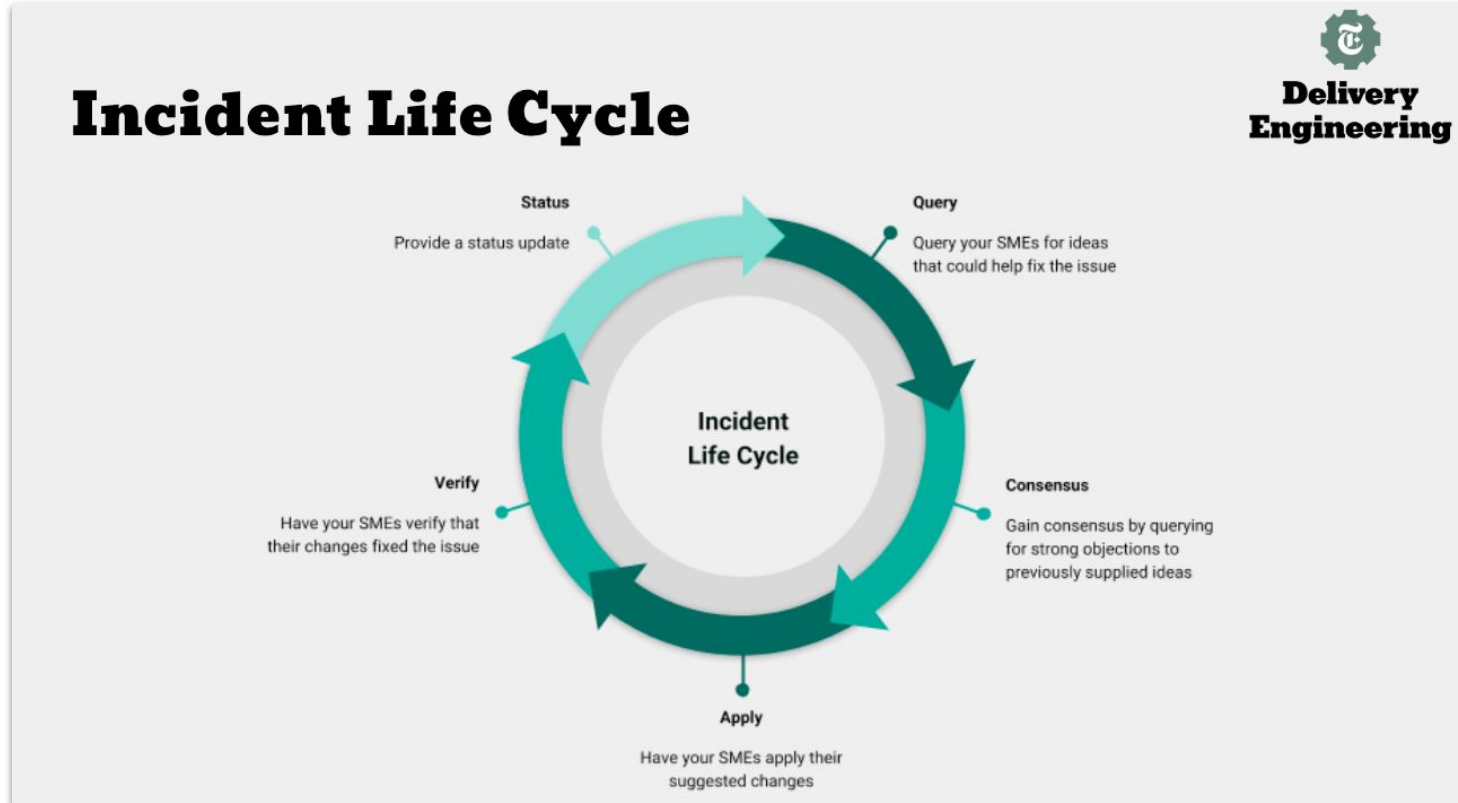 Incident Life Cycle
T
Delivery
Engineering
Status
Provide a status update
Query
Query your SMEs for ideas
that could help fix the issue
Incident
Life Cycle
Verify
Have your SMEs verify that
their changes fixed the issue
Consensus
Gain consensus by querying
for strong objections to
previously supplied ideas
Apply
Have your SMEs apply their
suggested changes